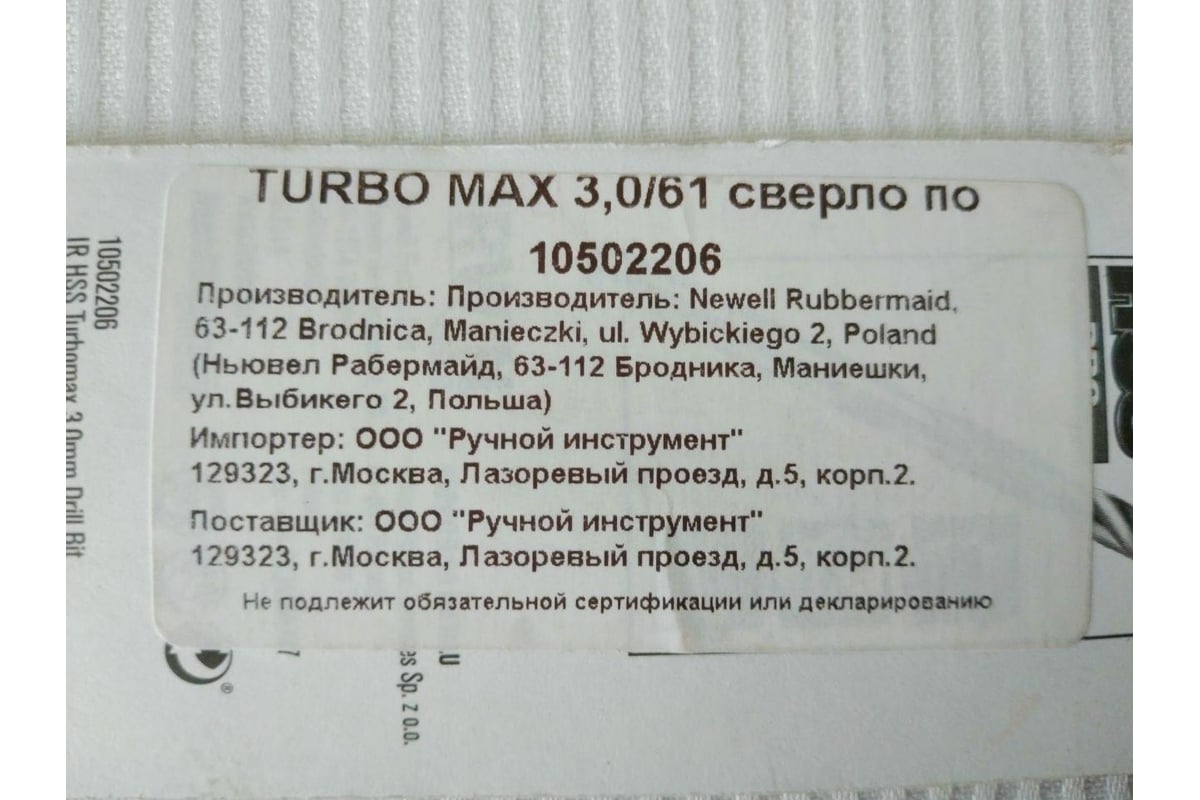 TURBO MAX 3,0/61 сверло по
10502206
Производитель: Производитель: Newell Rubbermaid,
63-112 Brodnica, Manieczki, ul. Wybickiego 2, Poland
(Ньювел Рабермайд, 63-112 Бродника, Маниешки,
ул.Выбикего 2, Польша)
Импортер: ООО "Ручной инструмент"
129323, г.Москва, Лазоревый проезд, д.5, корп.2.
Поставщик: ООО "Ручной инструмент"
129323, г.Москва, Лазоревый проезд, д.5, корп.2.
Не подлежит обязательной сертификации или декларированию
10502206
IR HSS Turbomax 3.0mm Drill Bit
es Sp. z o.o.